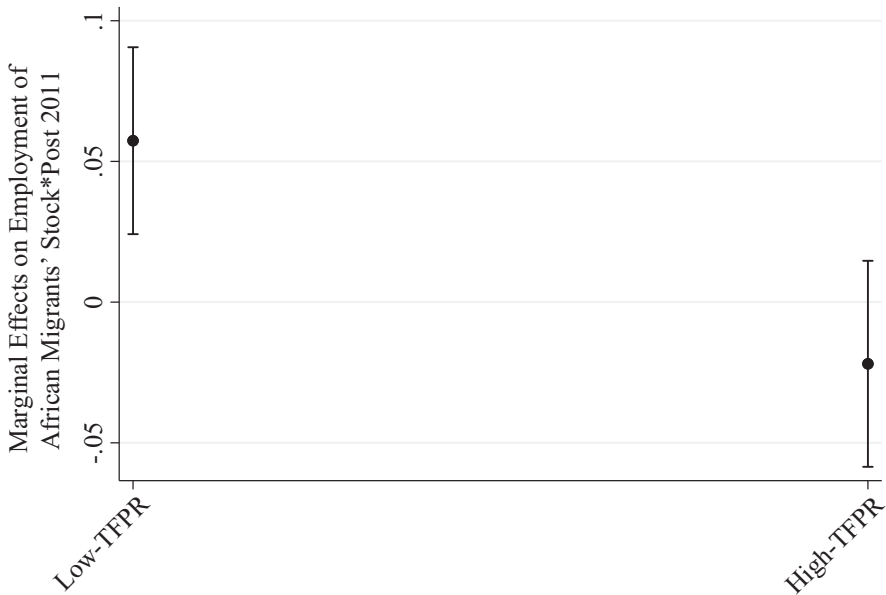 Marginal Effects on Employment of
African Migrants’ Stock*Post 2011
.1
.05
0
-.05
Low-TFPR
High-TFPR